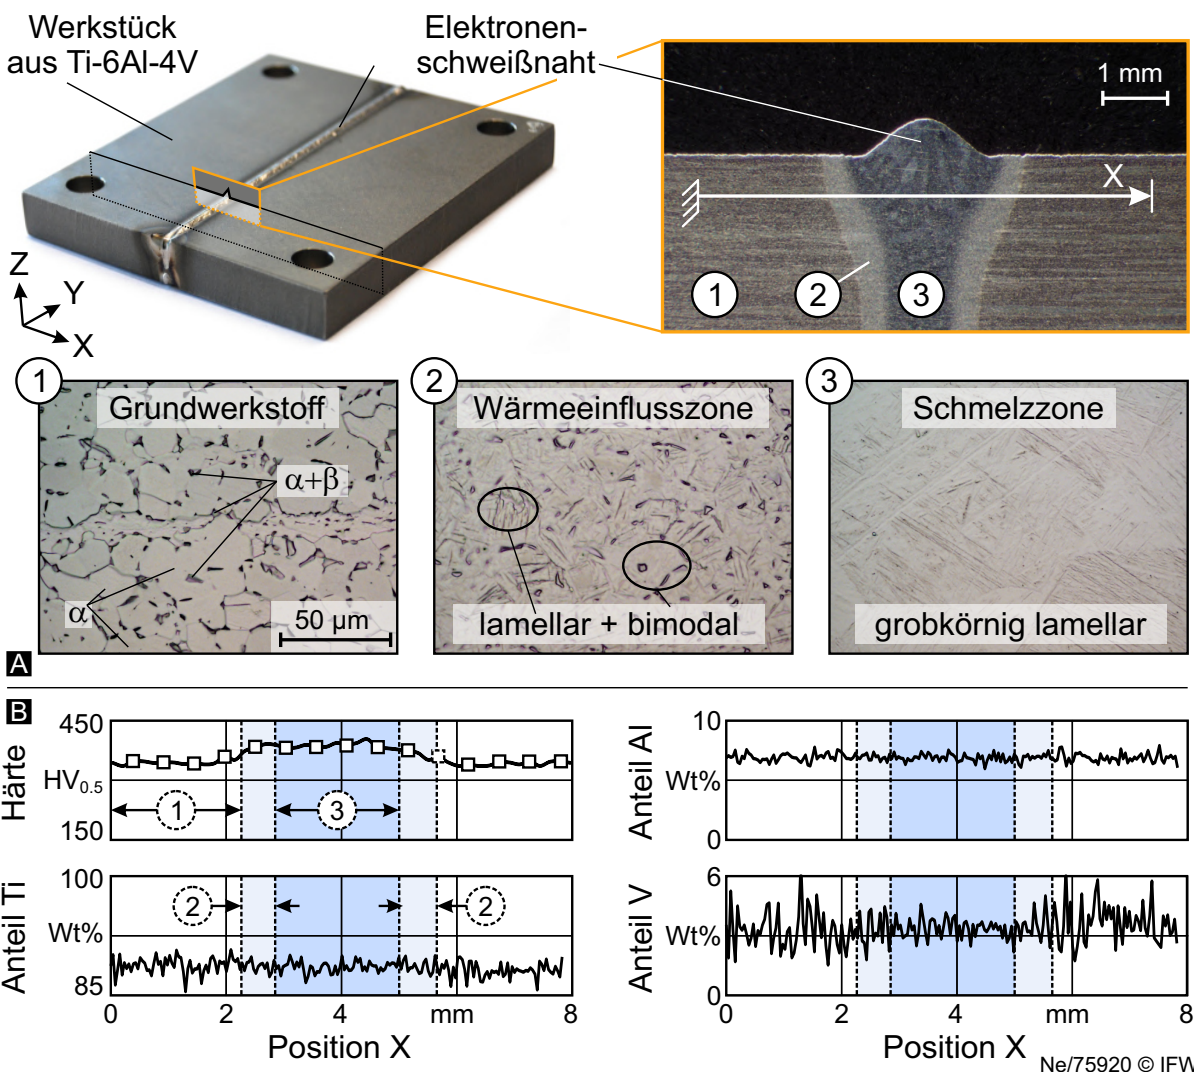 Werkstück
aus Ti-6Al-4V
Elektronen-
schweißnaht
1 mm
X
1
2
3
Z
Y
X
1
Grundwerkstoff
α+β
α
50 µm
2
Wärmeeinflusszone
lamellar + bimodal
3
Schmelzzone
grobkörnig lamellar
A
B
Härte
450
HV0.5
150
1
3
Anteil Al
10
Wt%
0
Anteil Ti
100
Wt%
85
2
2
0
2
4
mm
8
Position X
Anteil V
6
Wt%
0
0
2
4
mm
8
Position X
Ne/75920 © IFW